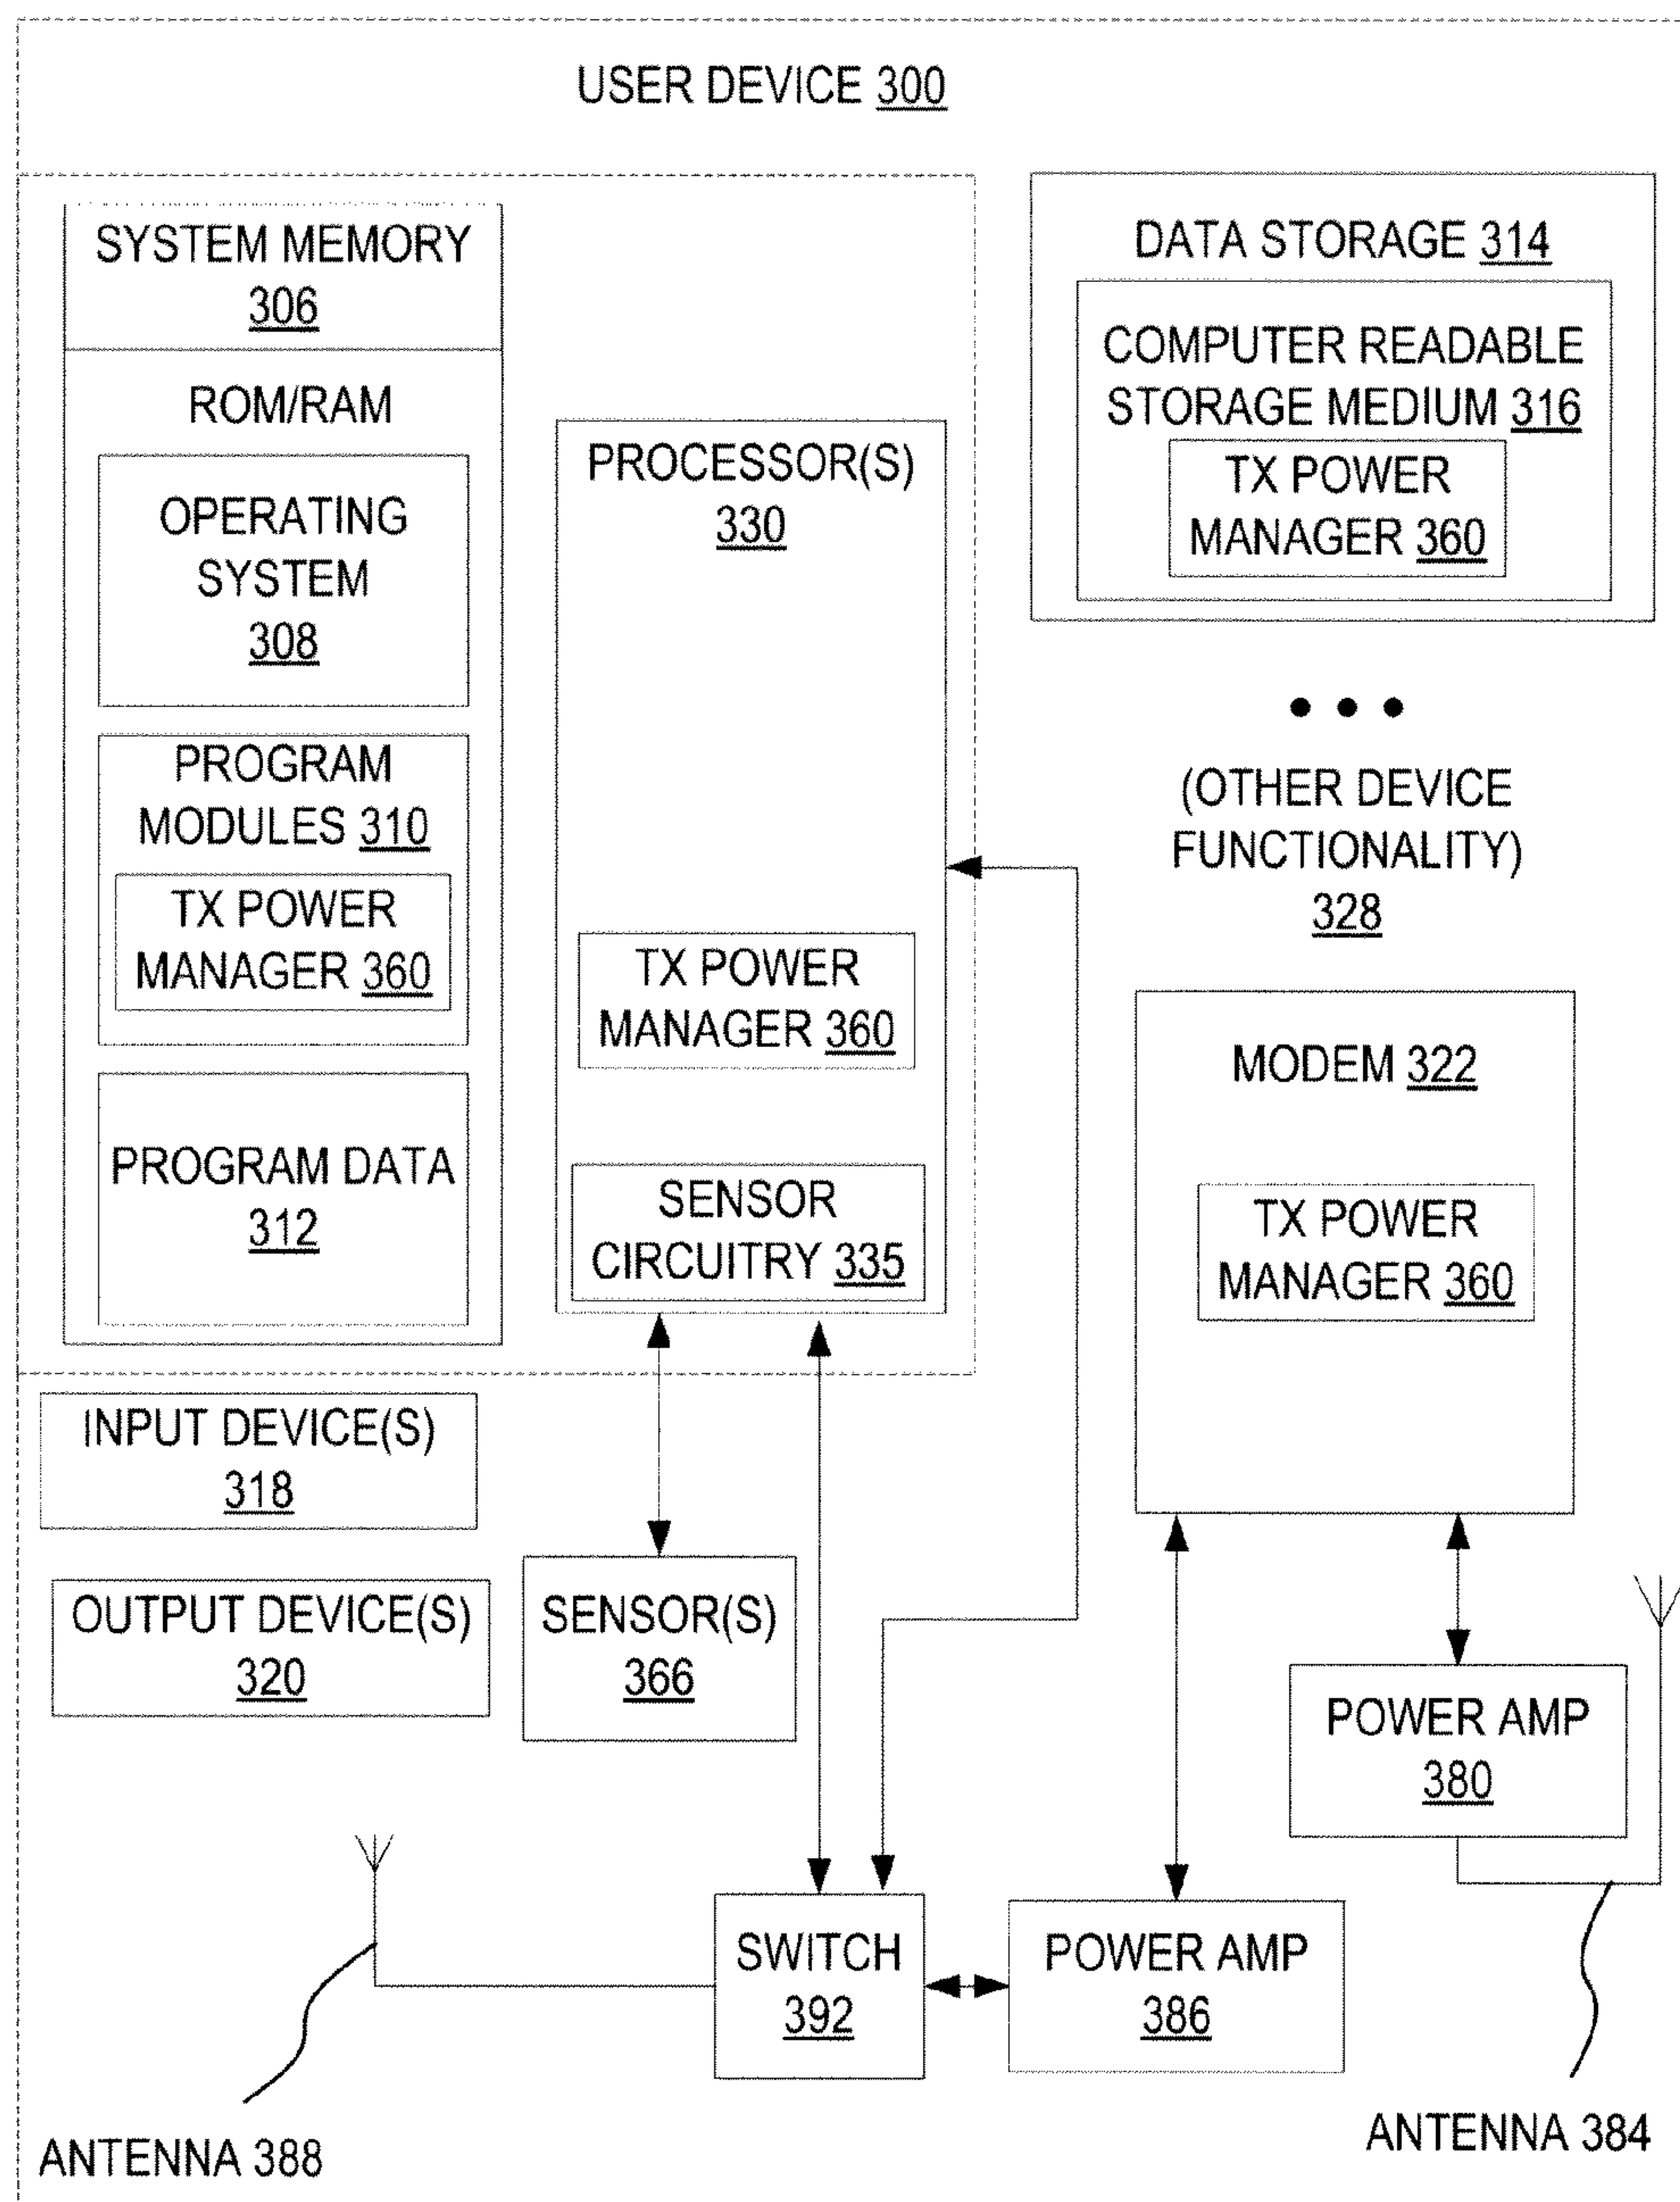 USER DEVICE 300
SYSTEM MEMORY
306
ROM/RAM
OPERATING
SYSTEM
308
PROGRAM
MODULES 310
TX POWER
MANAGER 360
PROGRAM DATA
312
PROCESSOR(S)
330
TX POWER
MANAGER 360
SENSOR
CIRCUITRY 335
DATA STORAGE 314
COMPUTER READABLE
STORAGE MEDIUM 316
TX POWER
MANAGER 360
• • •
(OTHER DEVICE
FUNCTIONALITY)
328
MODEM 322
TX POWER
MANAGER 360
INPUT DEVICE(S)
318
OUTPUT DEVICE(S)
320
SENSOR(S)
366
POWER AMP
380
SWITCH
392
POWER AMP
386
ANTENNA 388
ANTENNA 384